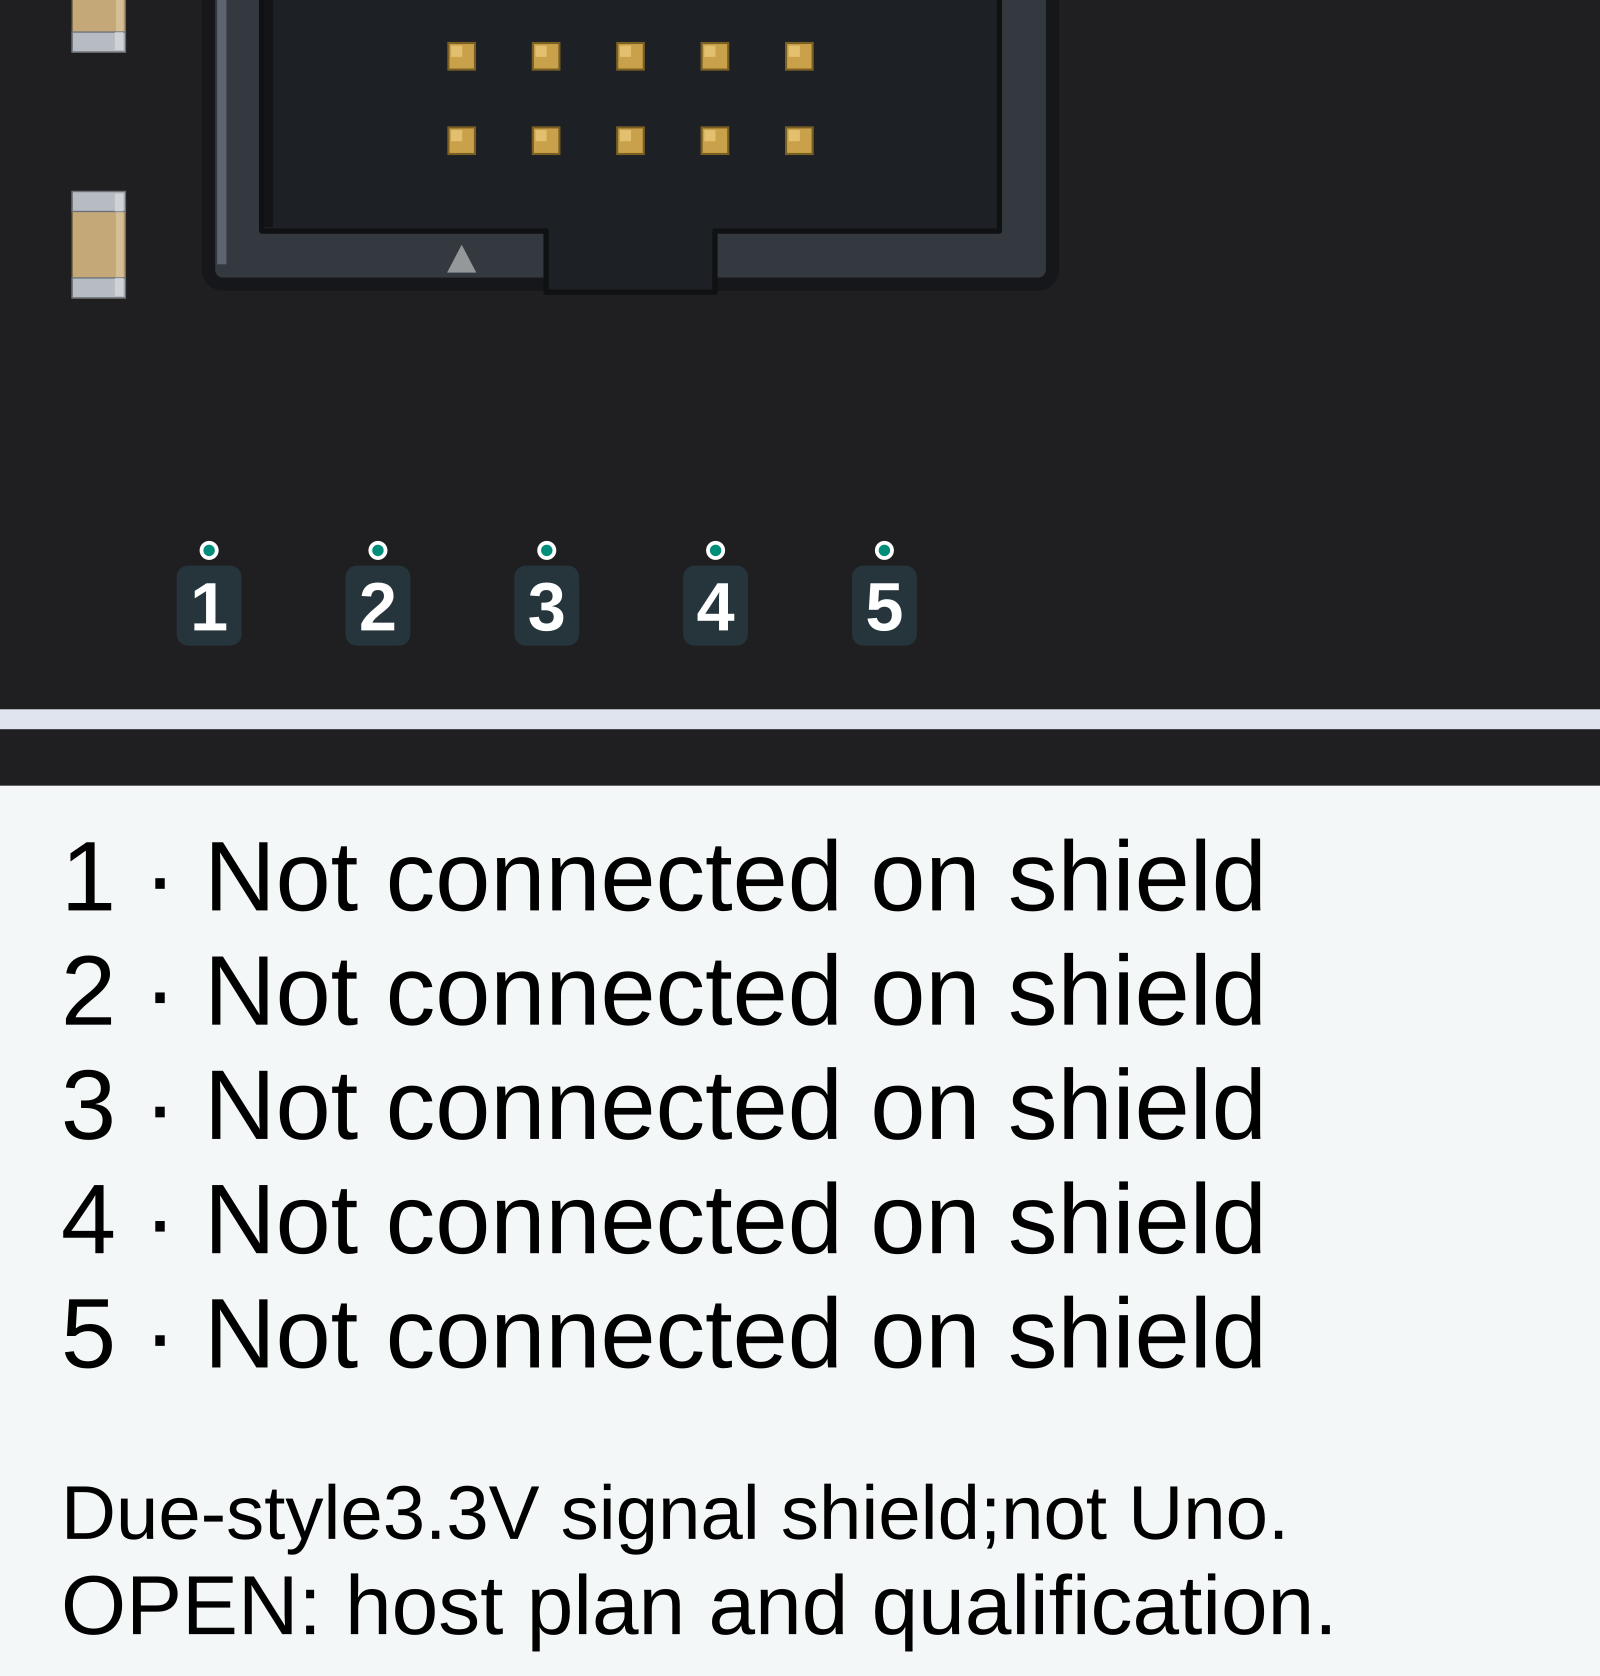 1 2 3 4 5
1 · Not connected on shield
2 · Not connected on shield
3 · Not connected on shield
4 · Not connected on shield
5 · Not connected on shield
Due-style3.3V signal shield;not Uno.
OPEN: host plan and qualification.